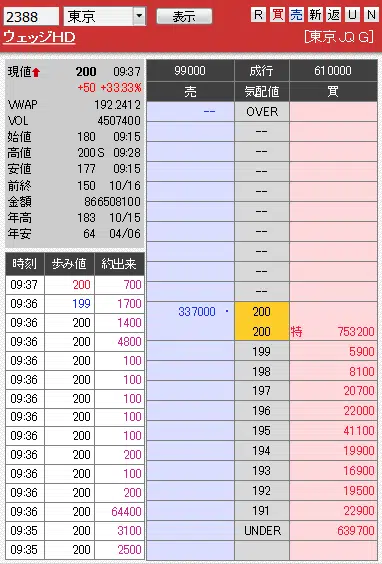 2388 東京 表示 R 買 売 新 返 U N
ウェッジHD [東京JQG]
現値↑ 200 09:37
+50 +33.33%
VWAP 192.2412
VOL 4507400
始値 180 09:15
高値 200S 09:28
安値 177 09:15
前終 150 10/16
金額 866508100
年高 183 10/15
年安 64 04/06
時刻 歩み値 約出来
09:37 200 700
09:36 199 1700
09:36 200 1400
09:36 200 4800
09:36 200 100
09:36 200 100
09:36 200 200
09:36 200 100
09:36 200 100
09:36 200 100
09:36 200 200
09:36 200 64400
09:35 200 3100
09:35 200 2500
99000 成行 610000
売 気配値 買
-- OVER
--
--
--
--
--
--
--
--
--
337000 200
200 特 753200
199 5900
198 8100
197 20700
196 22000
195 41100
194 19900
193 16900
192 19500
191 22900
UNDER 639700